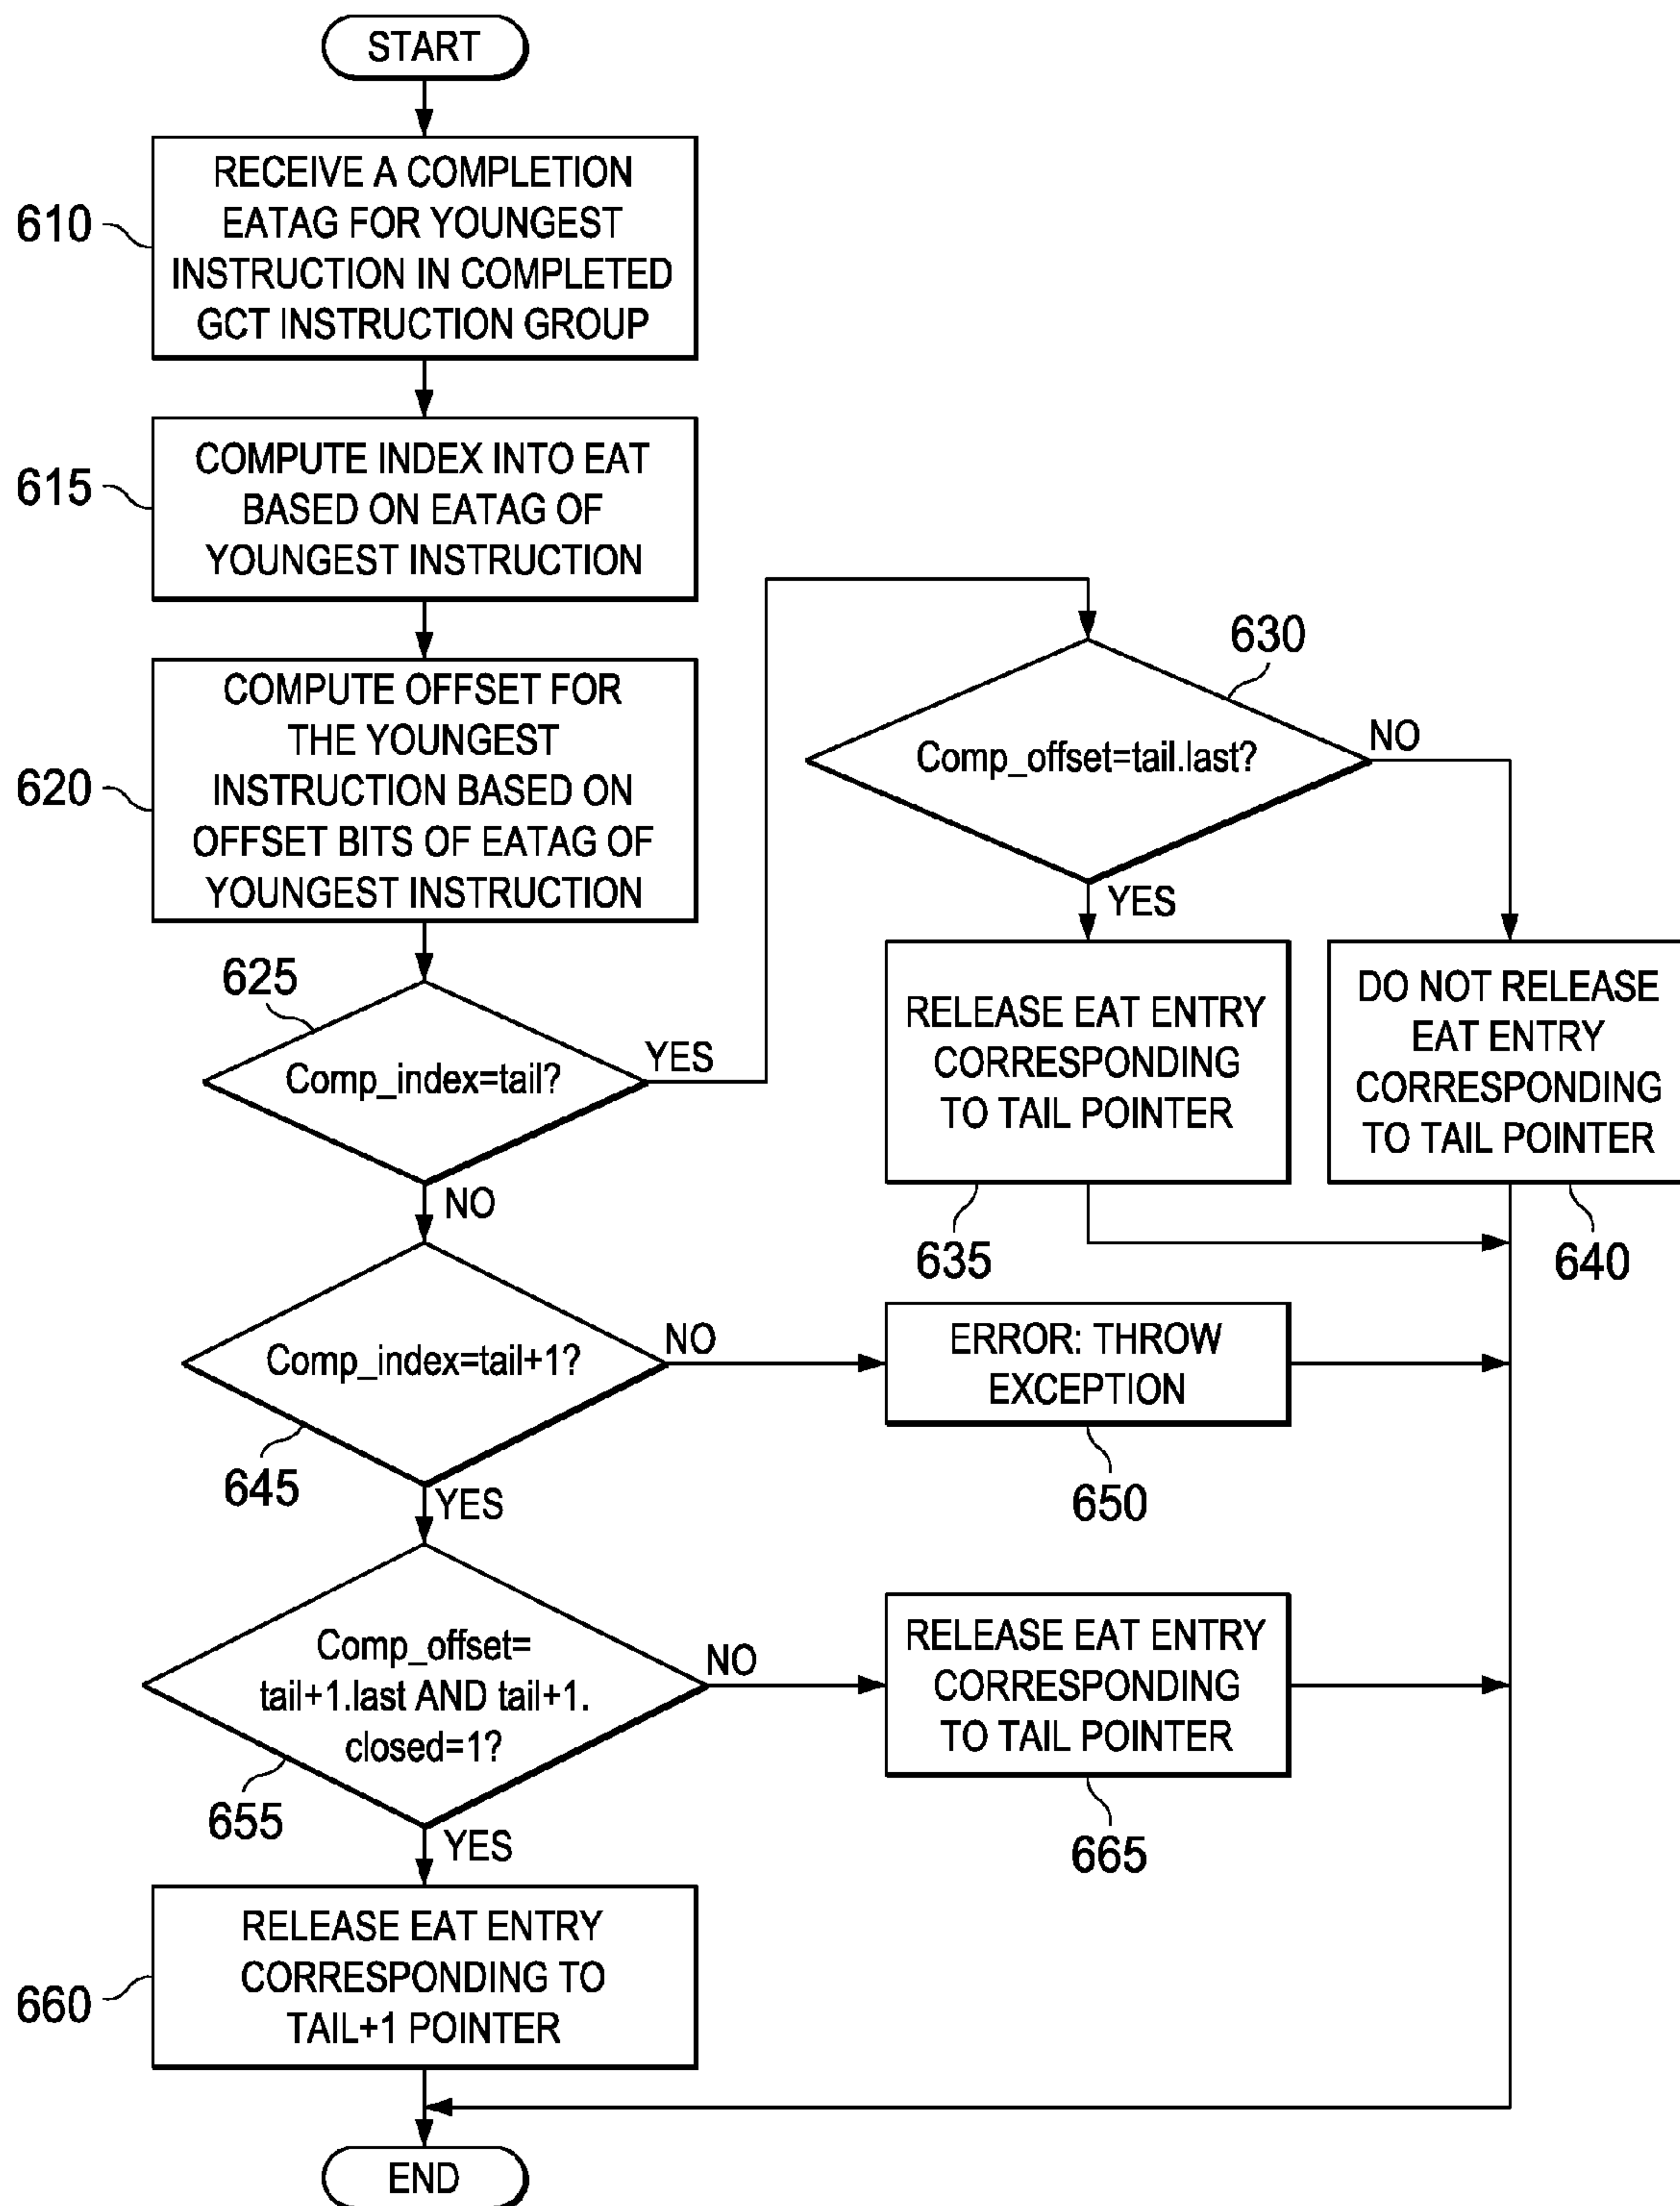 START
610
RECEIVE A COMPLETION
EATAG FOR YOUNGEST
INSTRUCTION IN COMPLETED
GCT INSTRUCTION GROUP
615
COMPUTE INDEX INTO EAT
BASED ON EATAG OF
YOUNGEST INSTRUCTION
620
COMPUTE OFFSET FOR
THE YOUNGEST
INSTRUCTION BASED ON
OFFSET BITS OF EATAG OF
YOUNGEST INSTRUCTION
625
Comp_index=tail?
YES
NO
630
Comp_offset=tail.last?
NO
YES
RELEASE EAT ENTRY
CORRESPONDING
TO TAIL POINTER
635
DO NOT RELEASE
EAT ENTRY
CORRESPONDING
TO TAIL POINTER
640
Comp_index=tail+1?
645
NO
YES
ERROR: THROW
EXCEPTION
650
Comp_offset=
tail+1.last AND tail+1.
closed=1?
655
NO
YES
RELEASE EAT ENTRY
CORRESPONDING
TO TAIL POINTER
665
660
RELEASE EAT ENTRY
CORRESPONDING TO
TAIL+1 POINTER
END